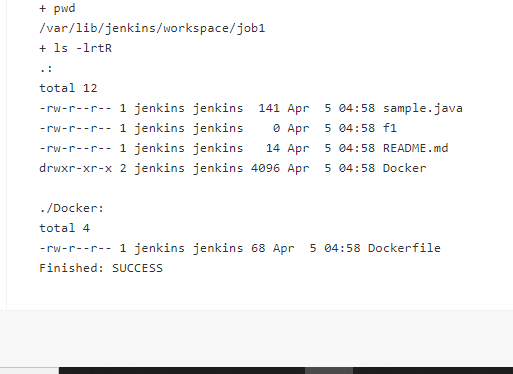 + pwd
/var/lib/jenkins/workspace/job1
+ ls -lrtR
.:
total 12
-rw-r--r-- 1 jenkins jenkins  141 Apr  5 04:58 sample.java
-rw-r--r-- 1 jenkins jenkins    0 Apr  5 04:58 f1
-rw-r--r-- 1 jenkins jenkins   14 Apr  5 04:58 README.md
drwxr-xr-x 2 jenkins jenkins 4096 Apr  5 04:58 Docker
./Docker:
total 4
-rw-r--r-- 1 jenkins jenkins 68 Apr  5 04:58 Dockerfile
Finished: SUCCESS